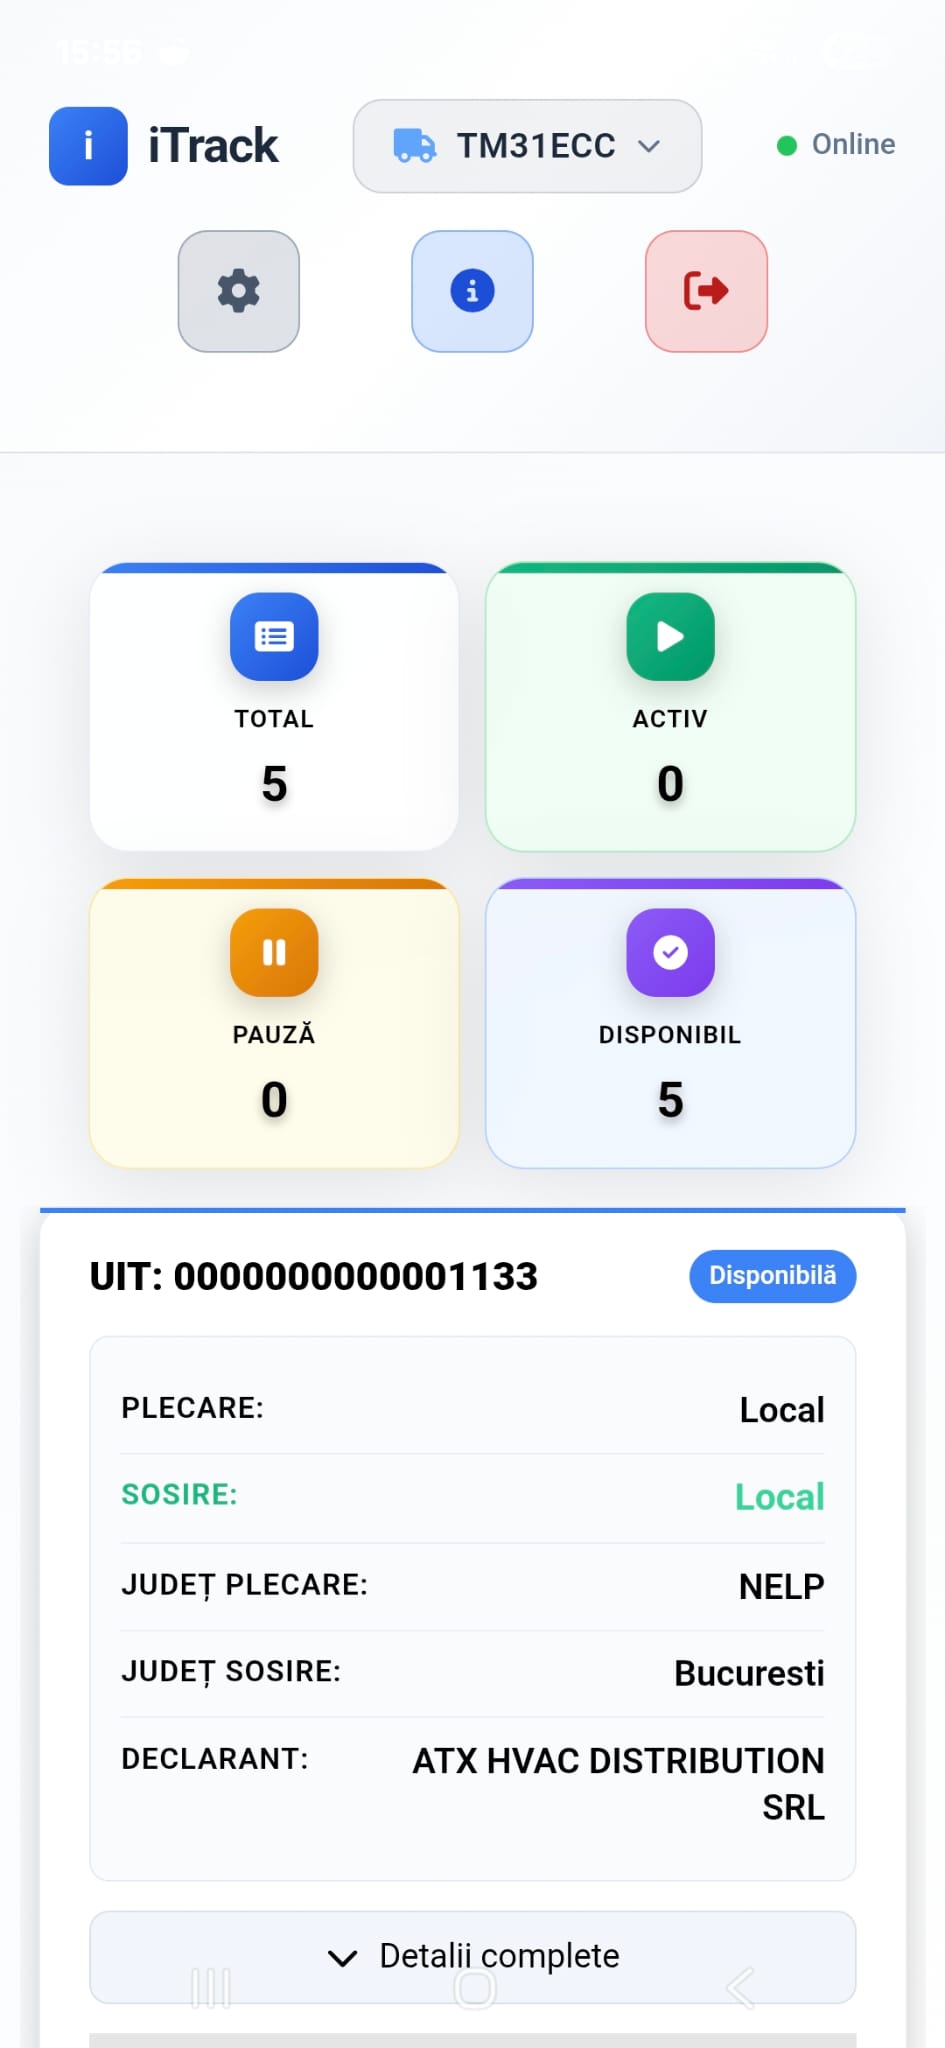 15:56
i iTrack TM31ECC Online
TOTAL
5
ACTIV
0
PAUZĂ
0
DISPONIBIL
5
UIT: 0000000000001133 Disponibilă
PLECARE: Local
SOSIRE: Local
JUDEȚ PLECARE: NELP
JUDEȚ SOSIRE: Bucuresti
DECLARANT: ATX HVAC DISTRIBUTION
SRL
Detalii complete